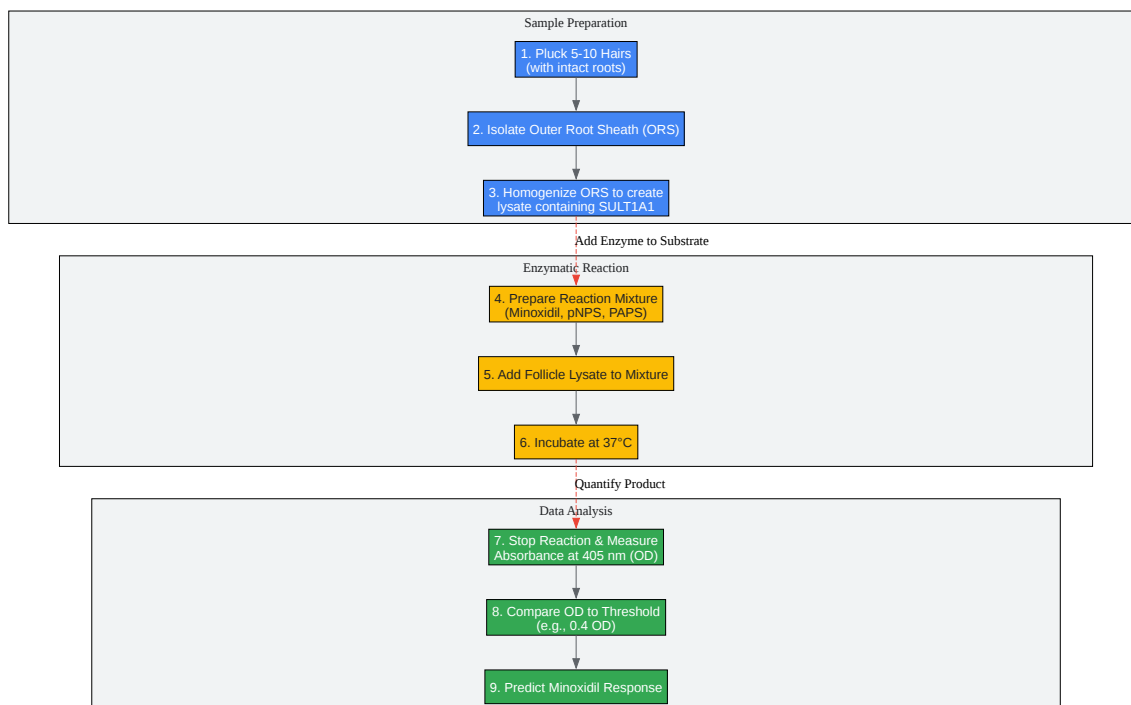 Sample Preparation
1. Pluck 5-10 Hairs
(with intact roots)
2. Isolate Outer Root Sheath (ORS)
3. Homogenize ORS to create
lysate containing SULT1A1
Add Enzyme to Substrate
Enzymatic Reaction
4. Prepare Reaction Mixture
(Minoxidil, pNPS, PAPS)
5. Add Follicle Lysate to Mixture
6. Incubate at 37°C
Quantify Product
Data Analysis
7. Stop Reaction & Measure
Absorbance at 405 nm (OD)
8. Compare OD to Threshold
(e.g., 0.4 OD)
9. Predict Minoxidil Response